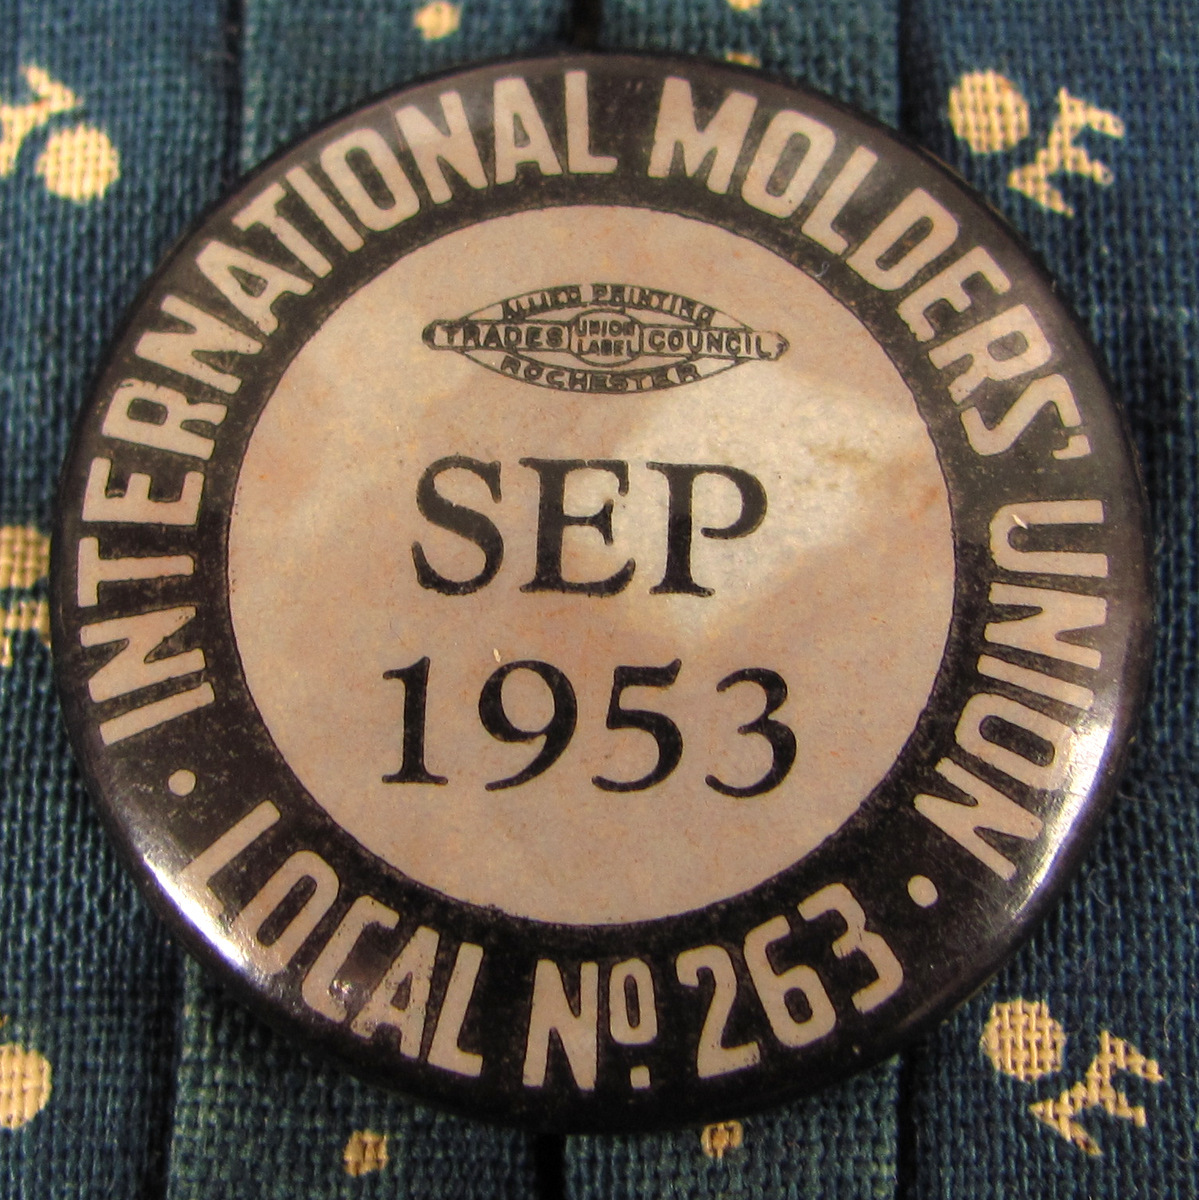 INTERNATIONAL MOLDERS' UNION
ALLIED PRINTING
TRADES UNION LABEL COUNCIL
ROCHESTER
SEP
1953
· LOCAL No. 263 ·